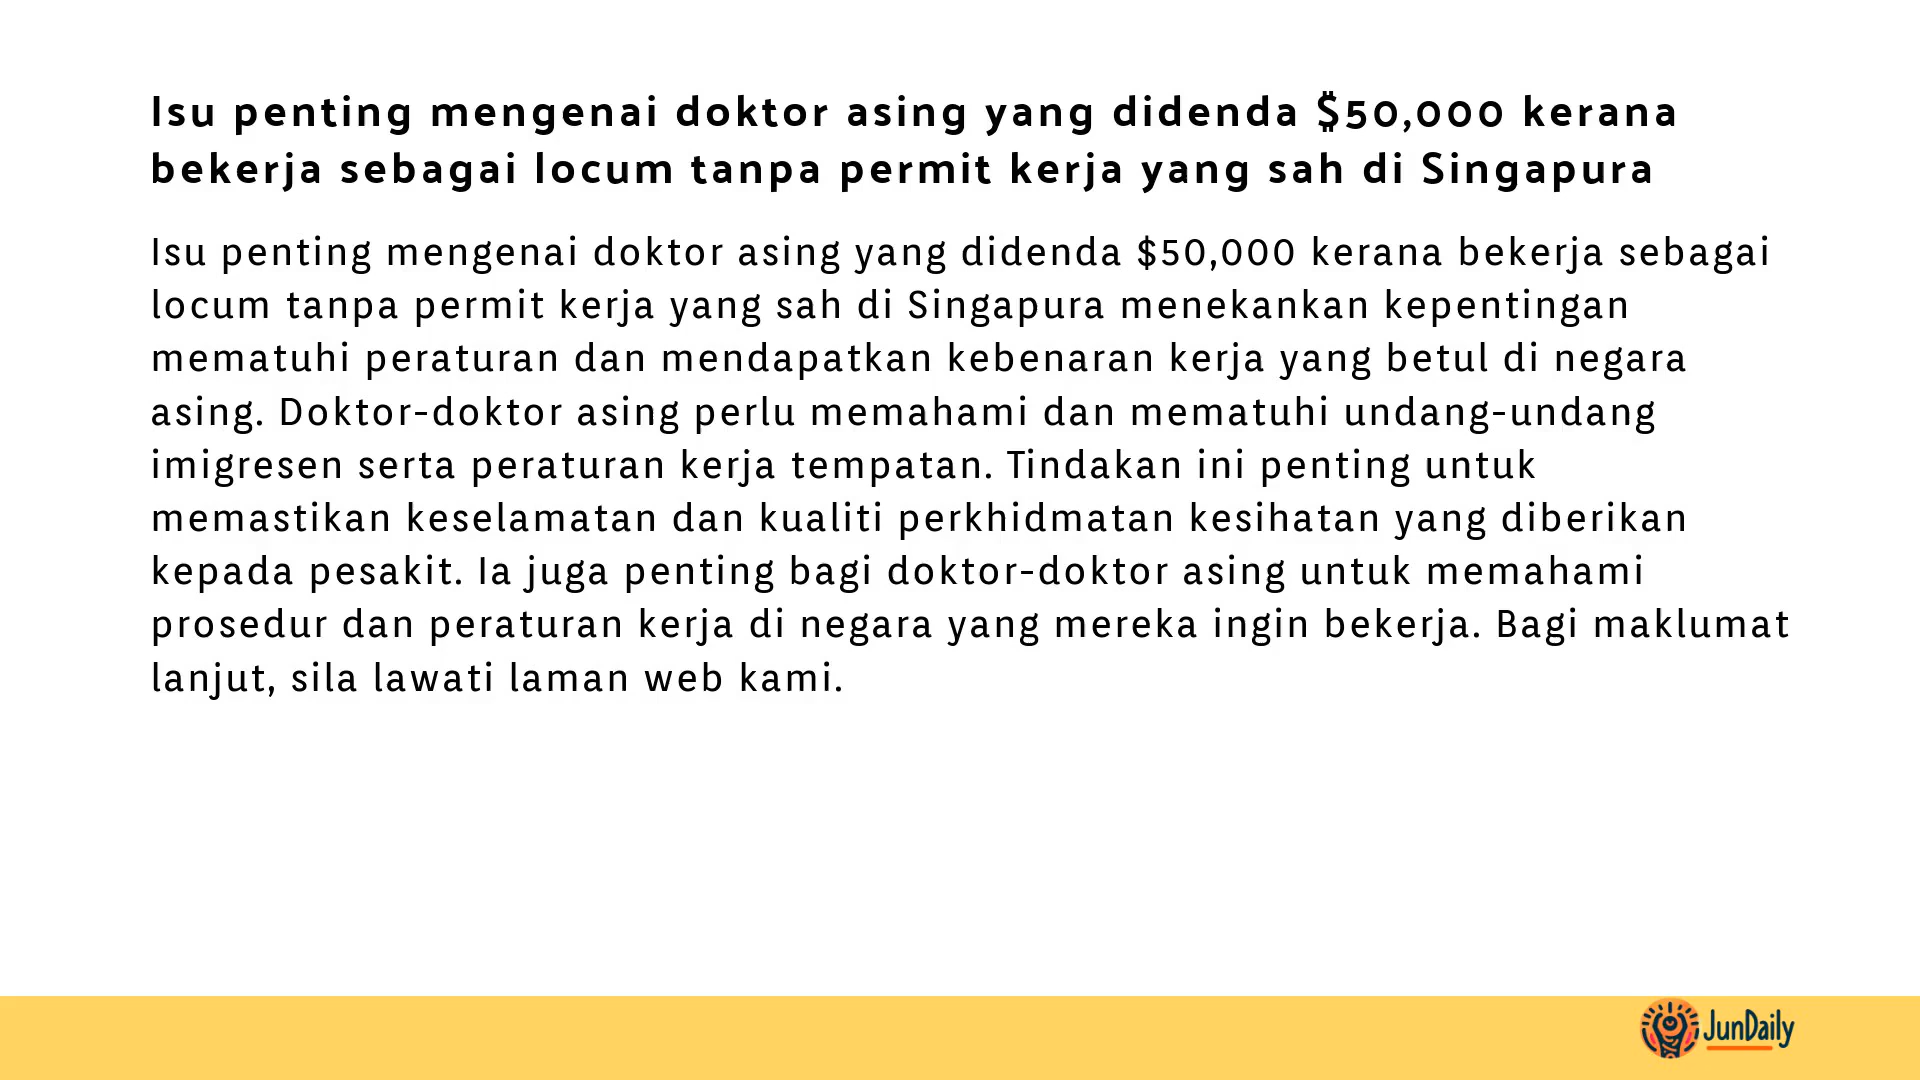 Isu penting mengenai doktor asing yang didenda $50,000 kerana
bekerja sebagai locum tanpa permit kerja yang sah di Singapura
Isu penting mengenai doktor asing yang didenda $50,000 kerana bekerja sebagai
locum tanpa permit kerja yang sah di Singapura menekankan kepentingan
mematuhi peraturan dan mendapatkan kebenaran kerja yang betul di negara
asing. Doktor-doktor asing perlu memahami dan mematuhi undang-undang
imigresen serta peraturan kerja tempatan. Tindakan ini penting untuk
memastikan keselamatan dan kualiti perkhidmatan kesihatan yang diberikan
kepada pesakit. Ia juga penting bagi doktor-doktor asing untuk memahami
prosedur dan peraturan kerja di negara yang mereka ingin bekerja. Bagi maklumat
lanjut, sila lawati laman web kami.
JunDaily